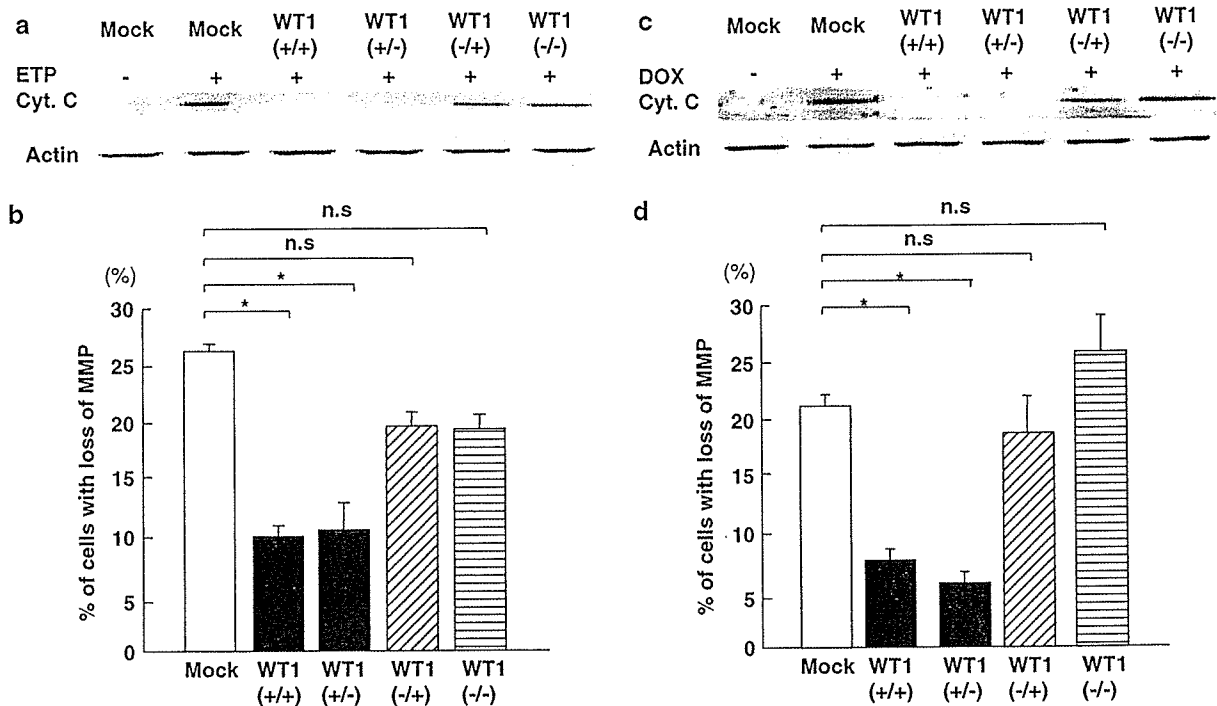 a
Mock Mock WT1 (+/+) WT1 (+/-) WT1 (-/+) WT1 (-/-)
ETP - + + + + +
Cyt. C
Actin
c
Mock Mock WT1 (+/+) WT1 (+/-) WT1 (-/+) WT1 (-/-)
DOX - + + + + +
Cyt. C
Actin
b
n.s
n.s
*
*
(%)
% of cells with loss of MMP
30
25
20
15
10
5
0
Mock WT1 (+/+) WT1 (+/-) WT1 (-/+) WT1 (-/-)
d
n.s
n.s
*
*
(%)
% of cells with loss of MMP
30
25
20
15
10
5
0
Mock WT1 (+/+) WT1 (+/-) WT1 (-/+) WT1 (-/-)